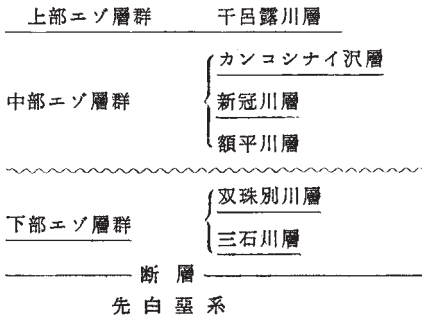 上部エゾ層群 干呂露川層
カンコシナイ沢層
中部エゾ層群 新冠川層
額平川層
双珠別川層
下部エゾ層群
三石川層
断層
先白堊系